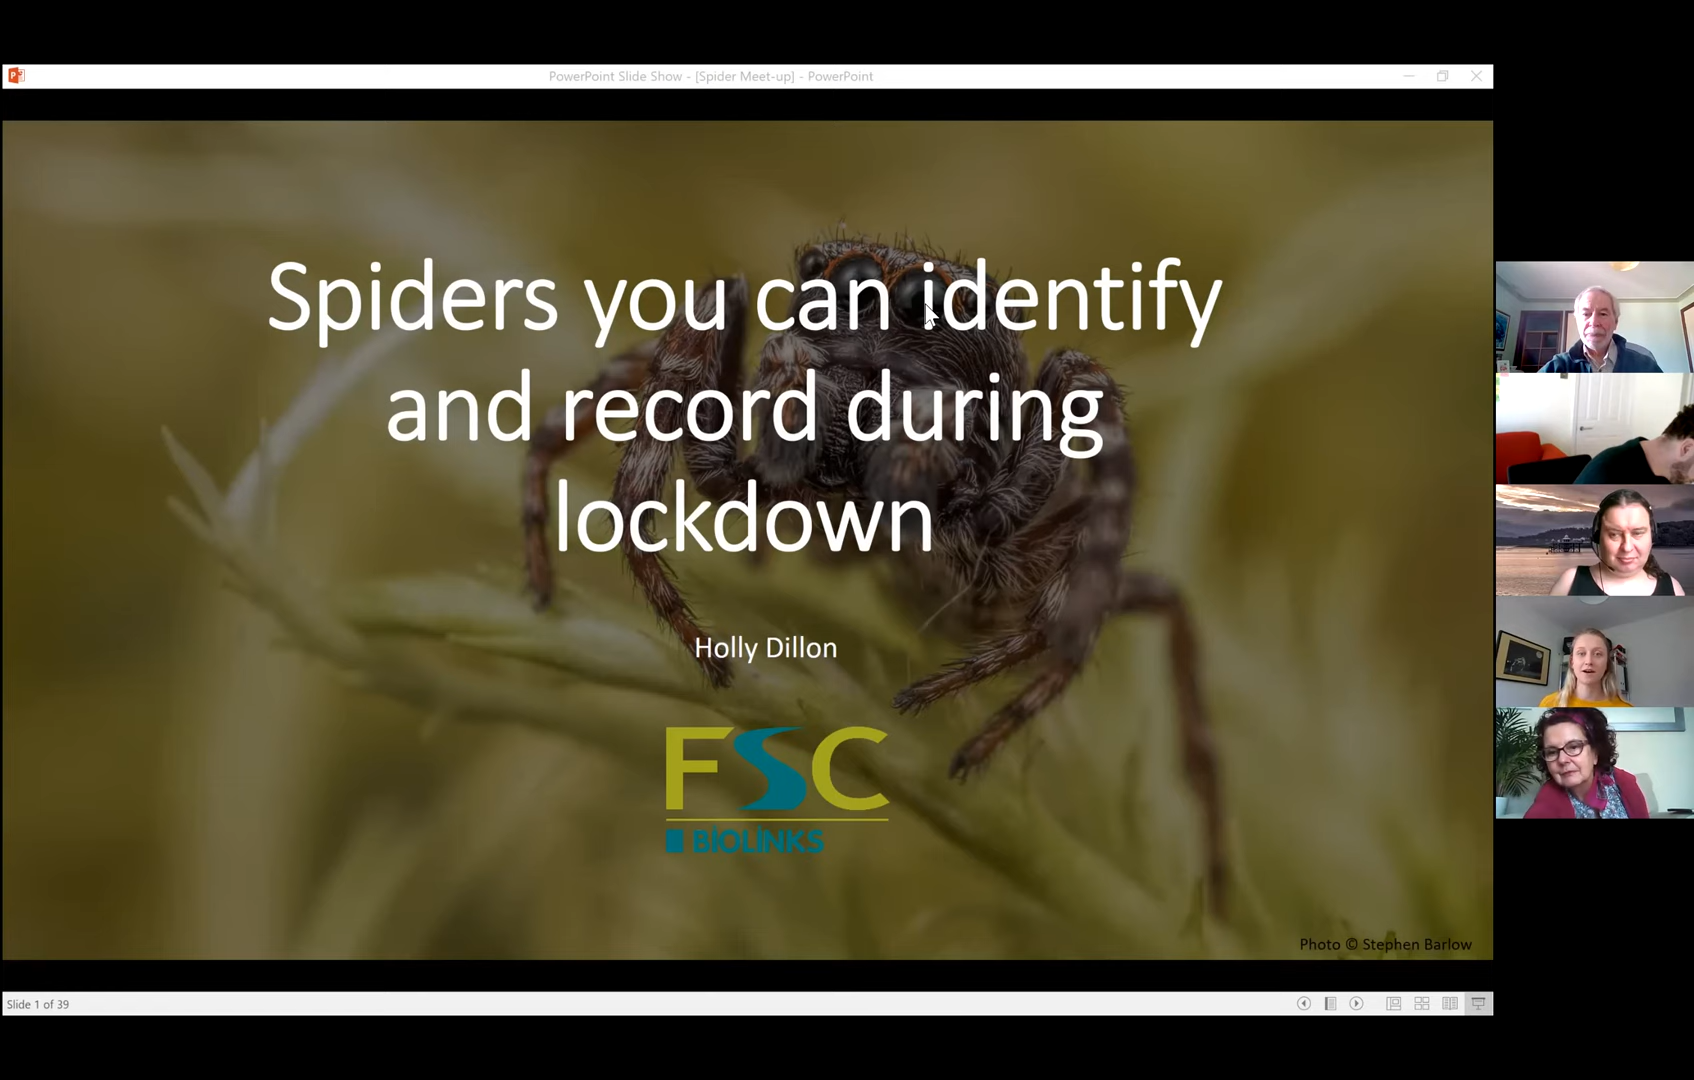 PowerPoint Slide Show - [Spider Meet-up] - PowerPoint
Spiders you can identify
and record during
lockdown
Holly Dillon
FSC
BIOLINKS
Photo © Stephen Barlow
Slide 1 of 39